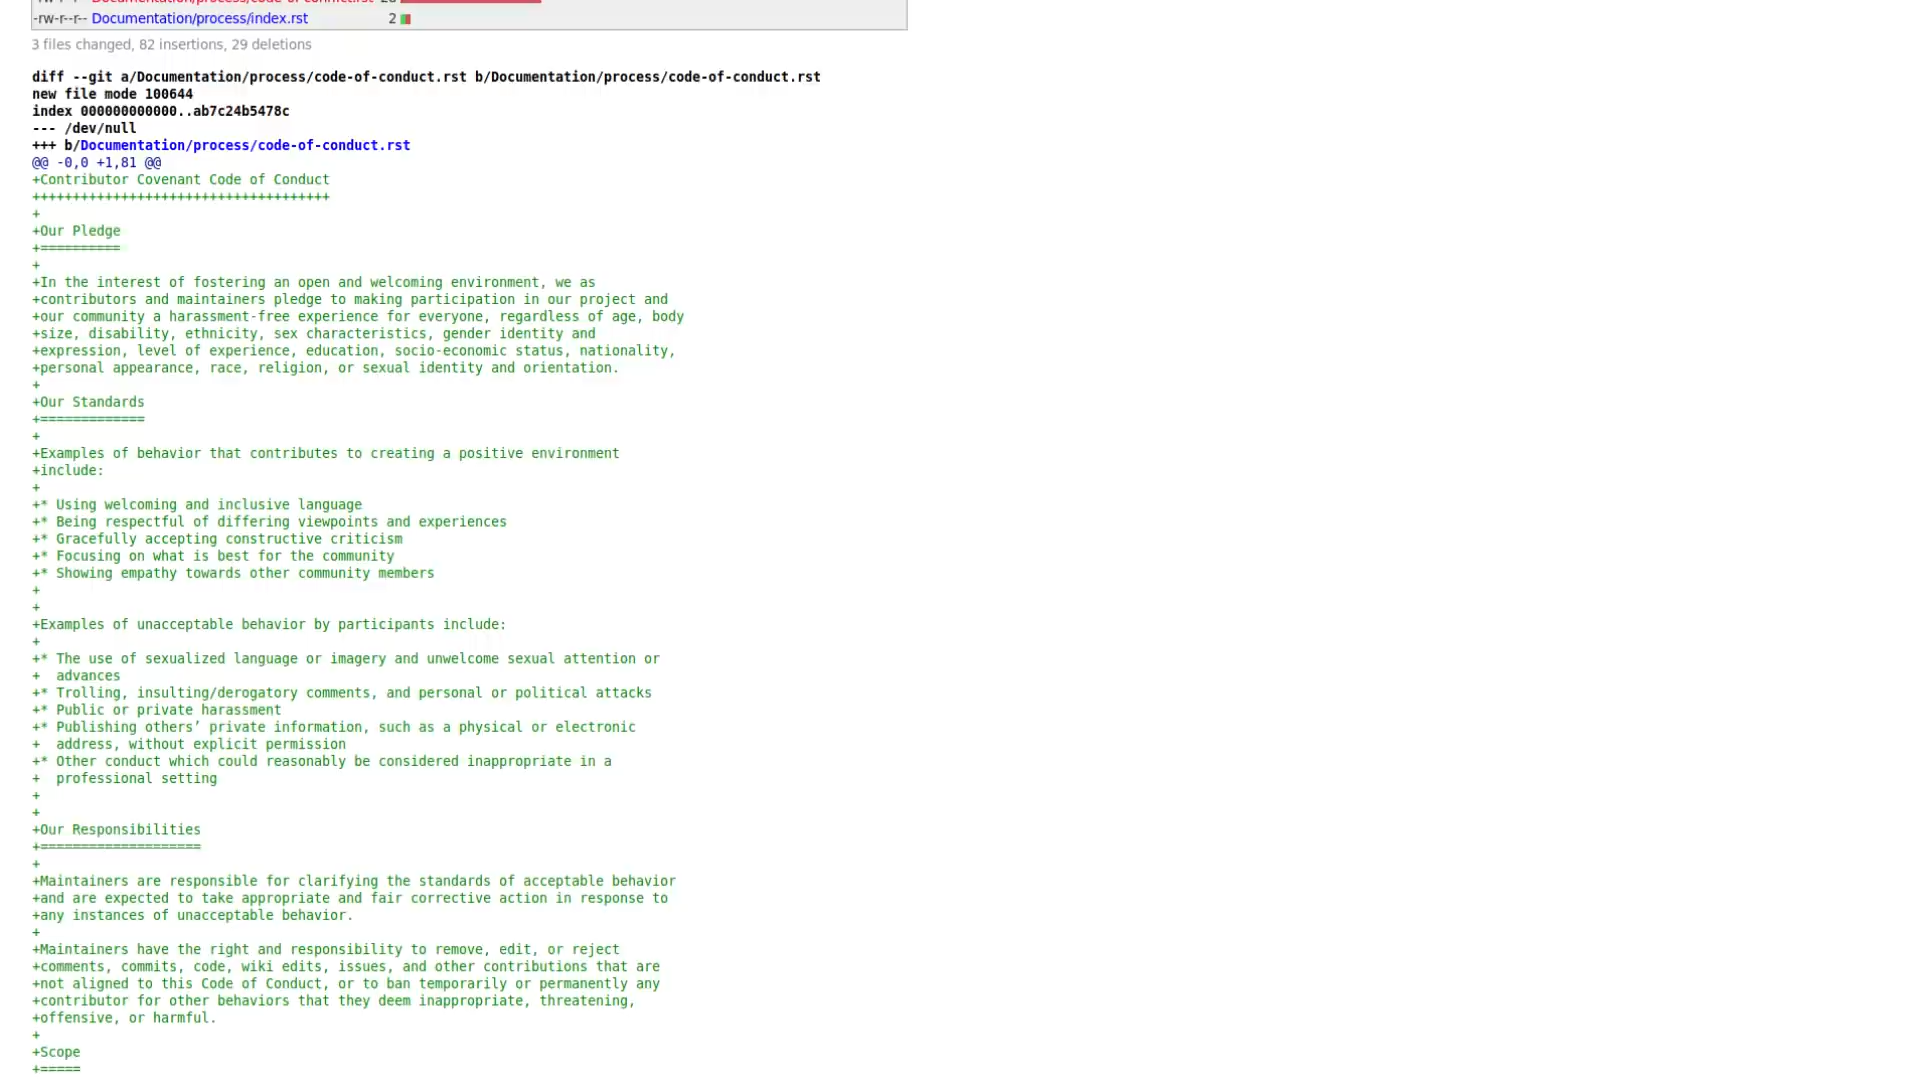 -rw-r--r-- Documentation/process/index.rst 2
3 files changed, 82 insertions, 29 deletions
diff --git a/Documentation/process/code-of-conduct.rst b/Documentation/process/code-of-conduct.rst
new file mode 100644
index 000000000000..ab7c24b5478c
--- /dev/null
+++ b/Documentation/process/code-of-conduct.rst
@@ -0,0 +1,81 @@
+Contributor Covenant Code of Conduct
+++++++++++++++++++++++++++++++++++++
+
+Our Pledge
+==========
+
+In the interest of fostering an open and welcoming environment, we as
+contributors and maintainers pledge to making participation in our project and
+our community a harassment-free experience for everyone, regardless of age, body
+size, disability, ethnicity, sex characteristics, gender identity and
+expression, level of experience, education, socio-economic status, nationality,
+personal appearance, race, religion, or sexual identity and orientation.
+
+Our Standards
+=============
+
+Examples of behavior that contributes to creating a positive environment
+include:
+
+* Using welcoming and inclusive language
+* Being respectful of differing viewpoints and experiences
+* Gracefully accepting constructive criticism
+* Focusing on what is best for the community
+* Showing empathy towards other community members
+
+
+Examples of unacceptable behavior by participants include:
+
+* The use of sexualized language or imagery and unwelcome sexual attention or
+  advances
+* Trolling, insulting/derogatory comments, and personal or political attacks
+* Public or private harassment
+* Publishing others’ private information, such as a physical or electronic
+  address, without explicit permission
+* Other conduct which could reasonably be considered inappropriate in a
+  professional setting
+
+
+Our Responsibilities
+====================
+
+Maintainers are responsible for clarifying the standards of acceptable behavior
+and are expected to take appropriate and fair corrective action in response to
+any instances of unacceptable behavior.
+
+Maintainers have the right and responsibility to remove, edit, or reject
+comments, commits, code, wiki edits, issues, and other contributions that are
+not aligned to this Code of Conduct, or to ban temporarily or permanently any
+contributor for other behaviors that they deem inappropriate, threatening,
+offensive, or harmful.
+
+Scope
+=====